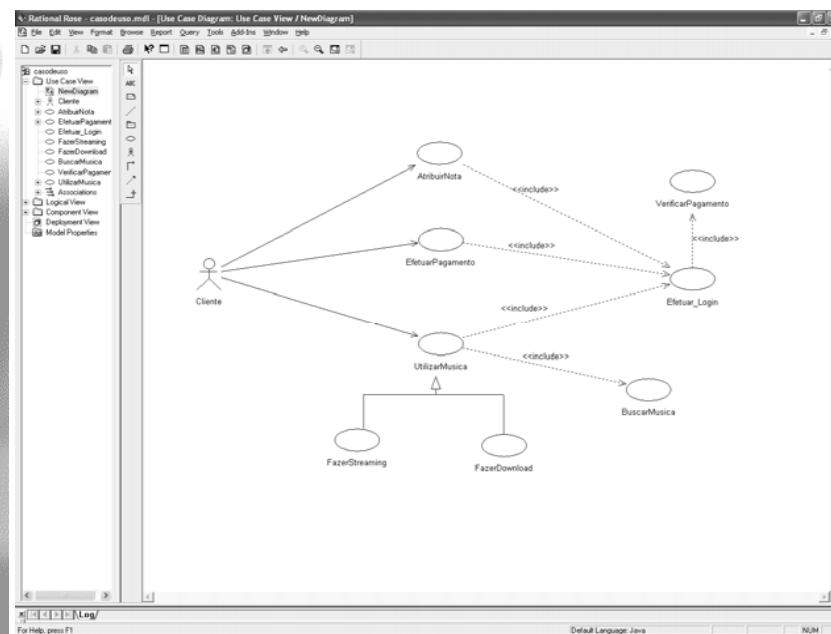 Rational Rose - casodeuso.mdl - [Use Case Diagram: Use Case View / NewDiagram]
File Edit View Format Browse Report Query Tools Add-Ins Window Help
casodeuso
Use Case View
NewDiagram
Cliente
AtribuirNota
EfetuarPagament
Efetuar_Login
FazerStreaming
FazerDownload
BuscarMusica
VerificarPagamer
UtilizarMusica
Associations
Logical View
Component View
Deployment View
Model Properties
ABC
AtribuirNota
<<include>>
VerificarPagamento
<<include>>
EfetuarPagamento
<<include>>
Cliente
Efetuar_Login
<<include>>
UtilizarMusica
<<include>>
BuscarMusica
FazerStreaming
FazerDownload
Log
For Help, press F1
Default Language: Java
NUM